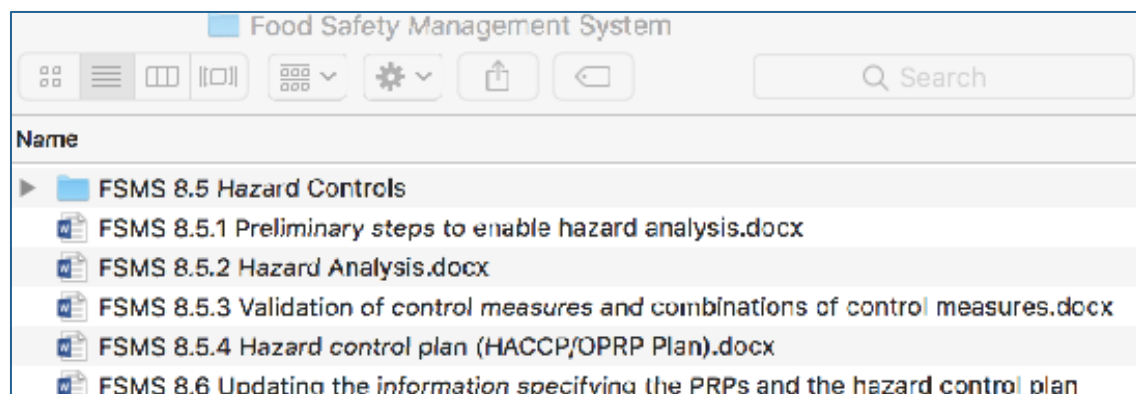 Food Safety Management System
Search
Name
FSMS 8.5 Hazard Controls
FSMS 8.5.1 Preliminary steps to enable hazard analysis.docx
FSMS 8.5.2 Hazard Analysis.docx
FSMS 8.5.3 Validation of control measures and combinations of control measures.docx
FSMS 8.5.4 Hazard control plan (HACCP/OPRP Plan).docx
FSMS 8.6 Updating the information specifying the PRPs and the hazard control plan